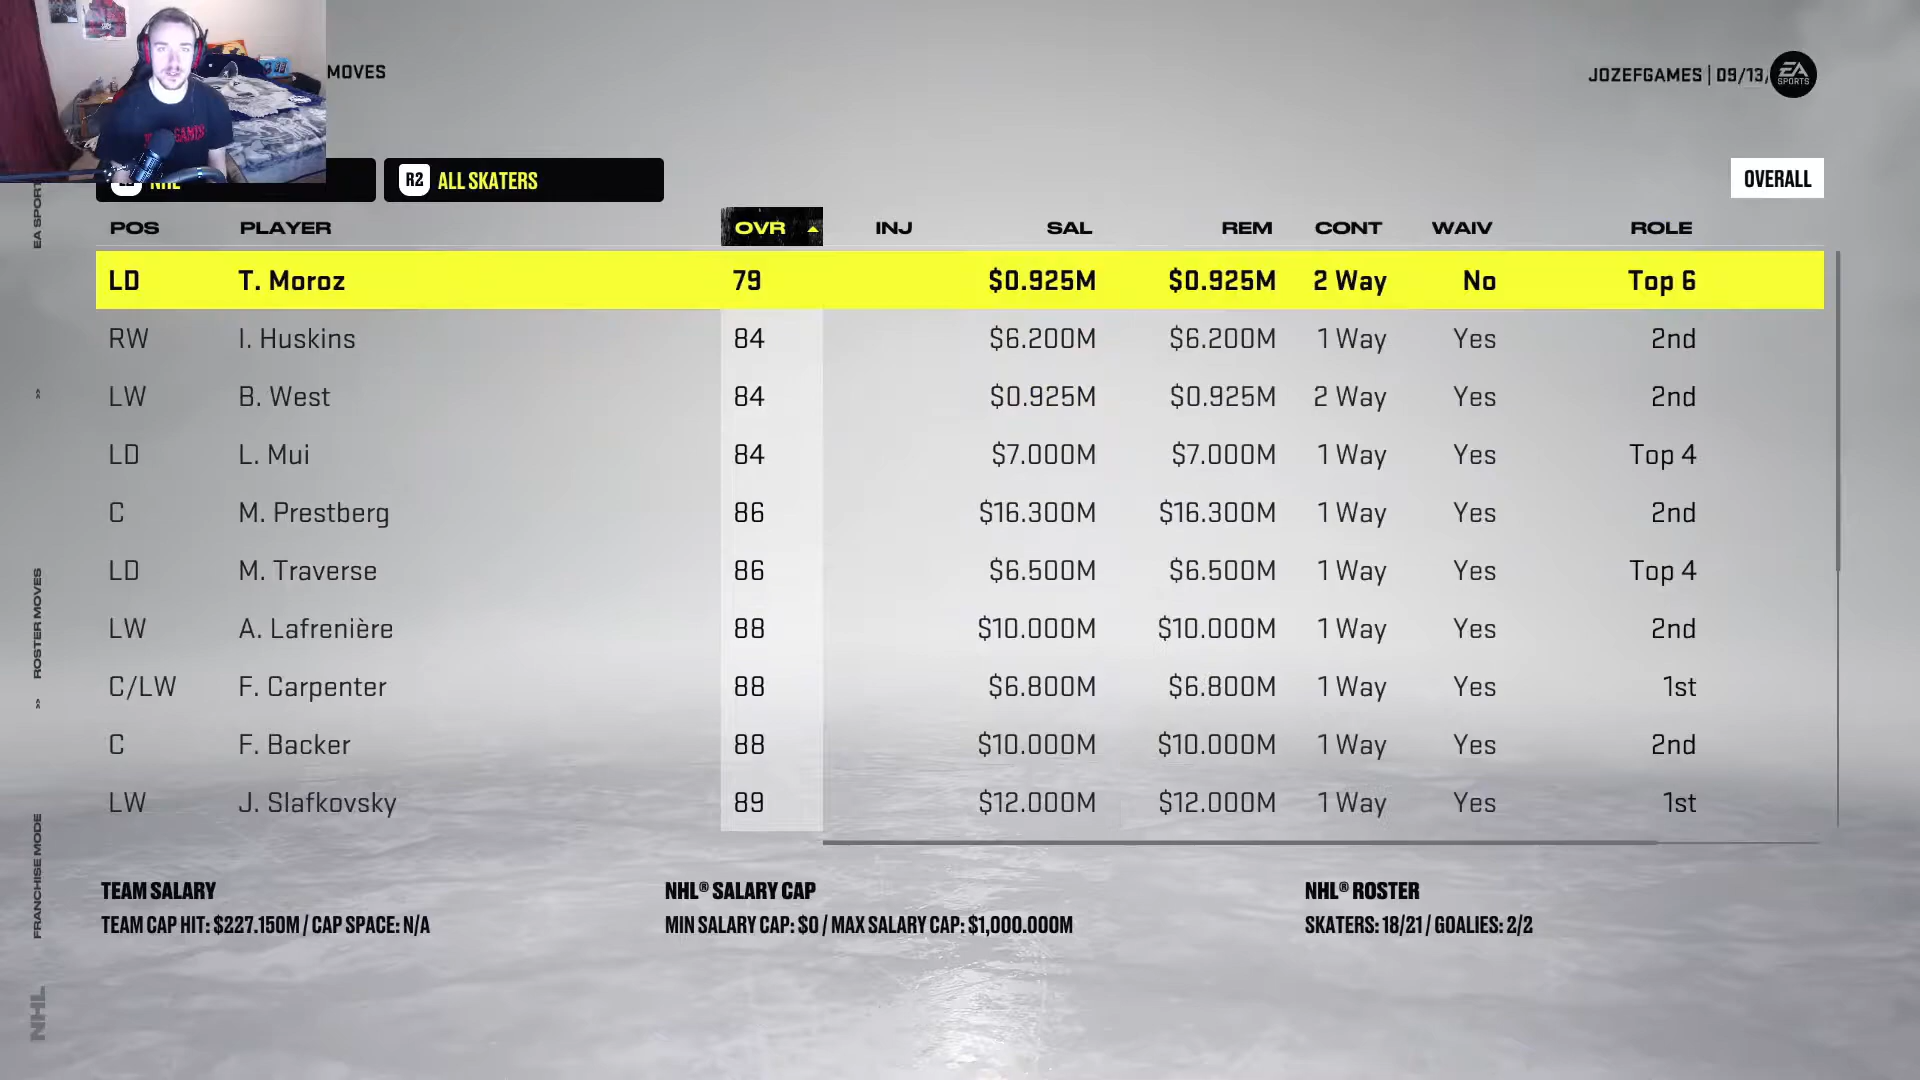 MOVES
JOZEFGAMES | 09/13/
EA SPORTS
NHL
R2 ALL SKATERS
OVERALL
POS PLAYER OVR INJ SAL REM CONT WAIV ROLE
LD T. Moroz 79 $0.925M $0.925M 2 Way No Top 6
RW I. Huskins 84 $6.200M $6.200M 1 Way Yes 2nd
LW B. West 84 $0.925M $0.925M 2 Way Yes 2nd
LD L. Mui 84 $7.000M $7.000M 1 Way Yes Top 4
C M. Prestberg 86 $16.300M $16.300M 1 Way Yes 2nd
LD M. Traverse 86 $6.500M $6.500M 1 Way Yes Top 4
LW A. Lafrenière 88 $10.000M $10.000M 1 Way Yes 2nd
C/LW F. Carpenter 88 $6.800M $6.800M 1 Way Yes 1st
C F. Backer 88 $10.000M $10.000M 1 Way Yes 2nd
LW J. Slafkovsky 89 $12.000M $12.000M 1 Way Yes 1st
TEAM SALARY
TEAM CAP HIT: $227.150M / CAP SPACE: N/A
NHL® SALARY CAP
MIN SALARY CAP: $0 / MAX SALARY CAP: $1,000.000M
NHL® ROSTER
SKATERS: 18/21 / GOALIES: 2/2
NHL
FRANCHISE MODE
>>
ROSTER MOVES
>>
EA SPORT